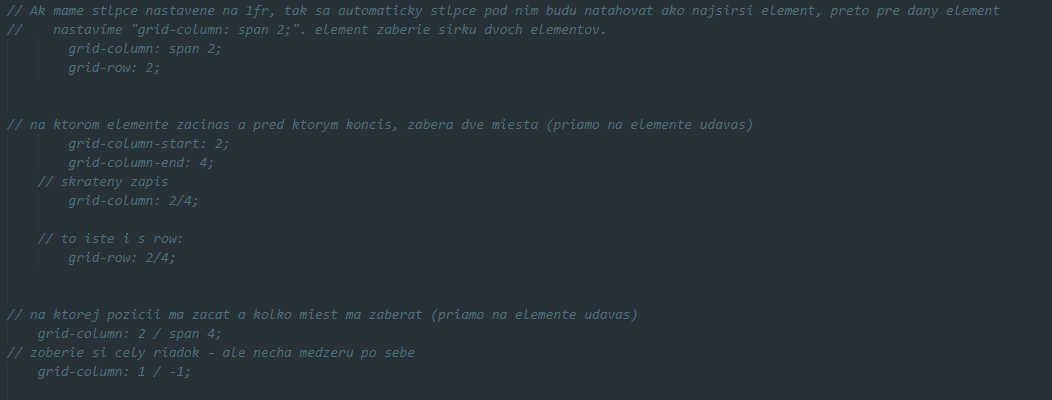 // Ak mame stlpce nastavene na 1fr, tak sa automaticky stlpce pod nim budu natahovat ako najsirsi element, preto pre dany element
//    nastavíme "grid-column: span 2;". element zaberie sirku dvoch elementov.
        grid-column: span 2;
        grid-row: 2;
// na ktorom elemente zacinas a pred ktorym koncis, zabera dve miesta (priamo na elemente udavas)
        grid-column-start: 2;
        grid-column-end: 4;
    // skrateny zapis
        grid-column: 2/4;
    // to iste i s row:
        grid-row: 2/4;
// na ktorej pozicii ma zacat a kolko miest ma zaberat (priamo na elemente udavas)
    grid-column: 2 / span 4;
// zoberie si cely riadok - ale necha medzeru po sebe
    grid-column: 1 / -1;